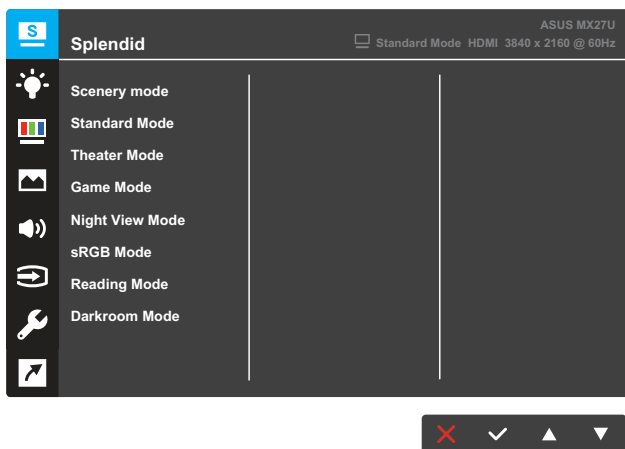 S
ASUS MX27U
Splendid
Standard Mode HDMI 3840 x 2160 @ 60Hz
Scenery mode
Standard Mode
Theater Mode
Game Mode
Night View Mode
sRGB Mode
Reading Mode
Darkroom Mode